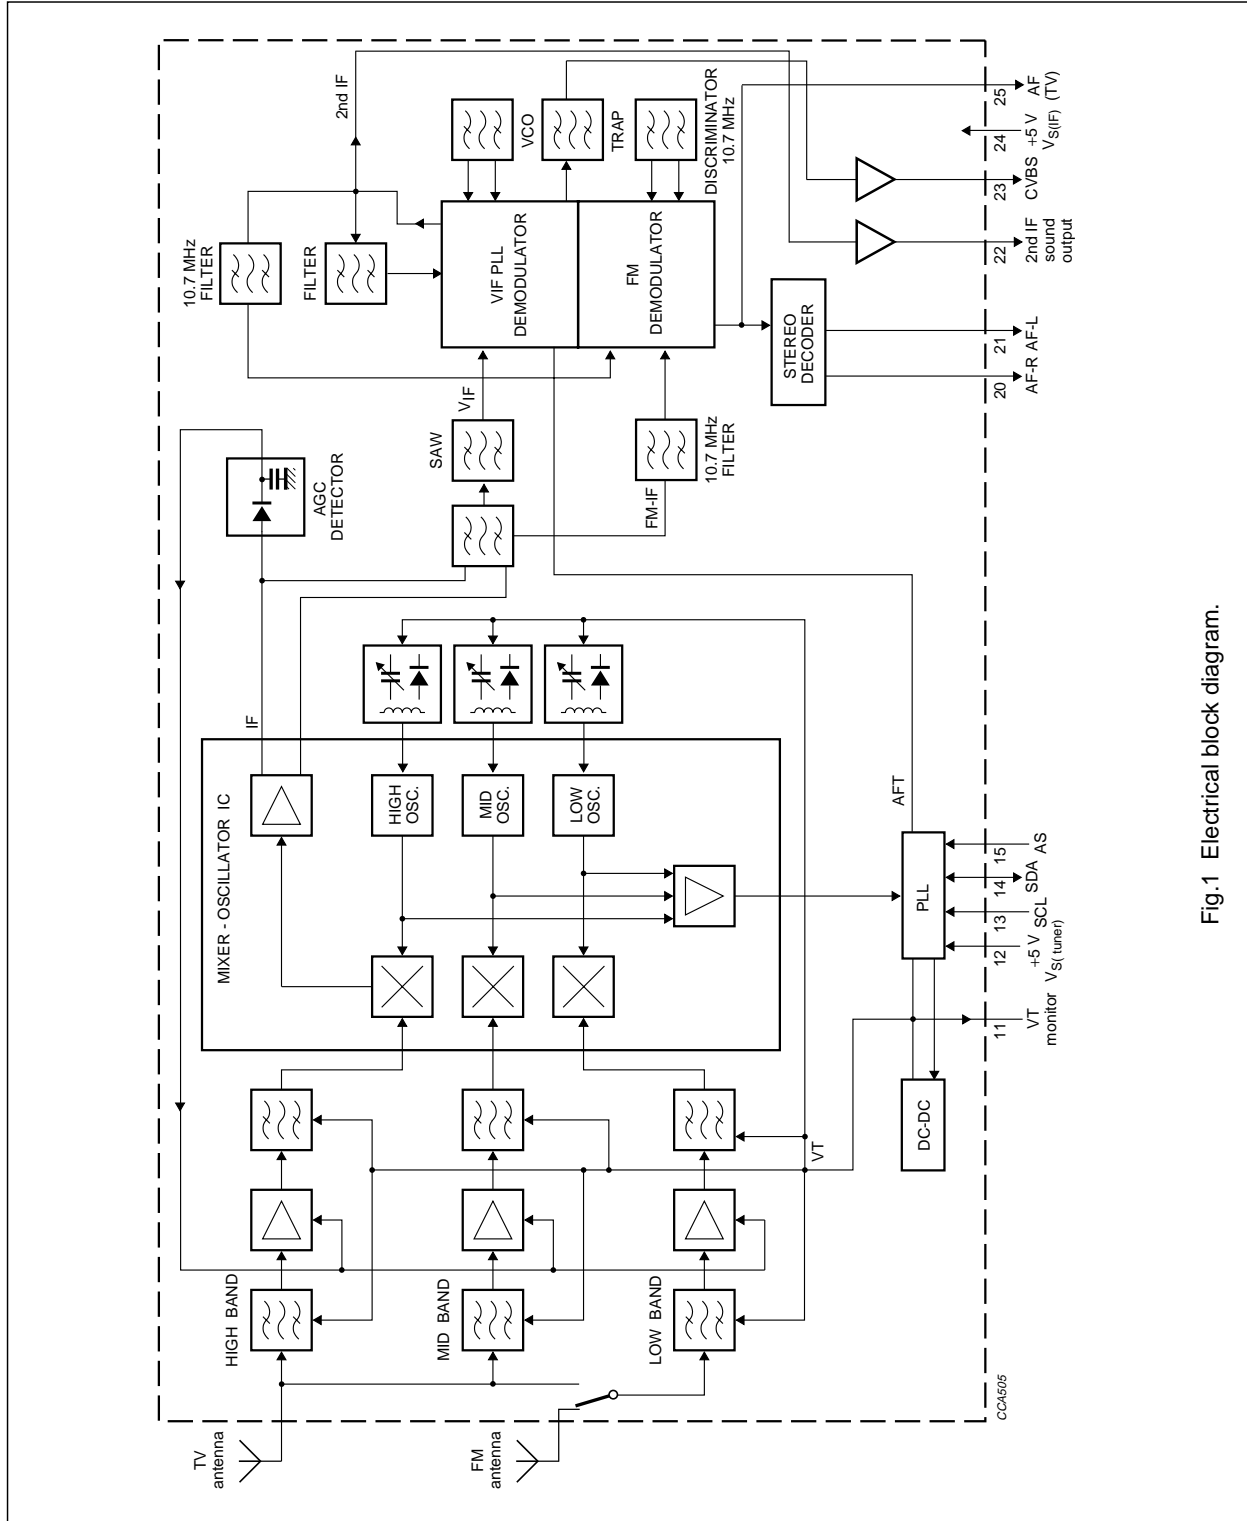 2nd IF
10.7 MHz
FILTER
FILTER
VCO
TRAP
DISCRIMINATOR
10.7 MHz
VIF PLL
DEMODULATOR
FM
DEMODULATOR
STEREO
DECODER
25
AF
(TV)
24
+5 V
VS(IF)
23
CVBS
22
2nd IF
sound
output
21
AF-L
20
AF-R
VIF
SAW
10.7 MHz
FILTER
FM-IF
AGC
DETECTOR
IF
MIXER - OSCILLATOR IC
HIGH
OSC.
MID
OSC.
LOW
OSC.
AFT
PLL
15
AS
14
SDA
13
SCL
12
+5 V
VS( tuner)
11
VT
monitor
DC-DC
VT
HIGH BAND
MID BAND
LOW BAND
TV
antenna
FM
antenna
CCA505
Fig.1 Electrical block diagram.